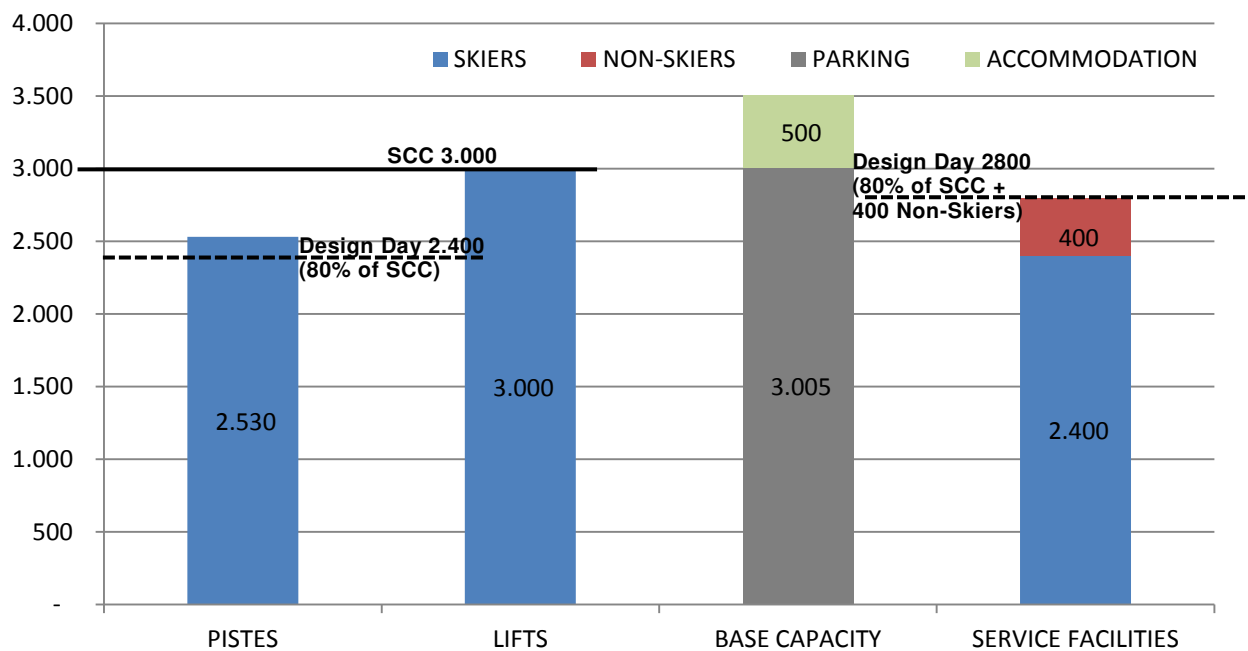 4.000
SKIERS NON-SKIERS PARKING ACCOMMODATION
3.500
500
SCC 3.000
3.000
Design Day 2800
(80% of SCC +
400 Non-Skiers)
2.500
Design Day 2.400
(80% of SCC)
400
2.000
1.500
3.000
3.005
2.530
2.400
1.000
500
-
PISTES LIFTS BASE CAPACITY SERVICE FACILITIES